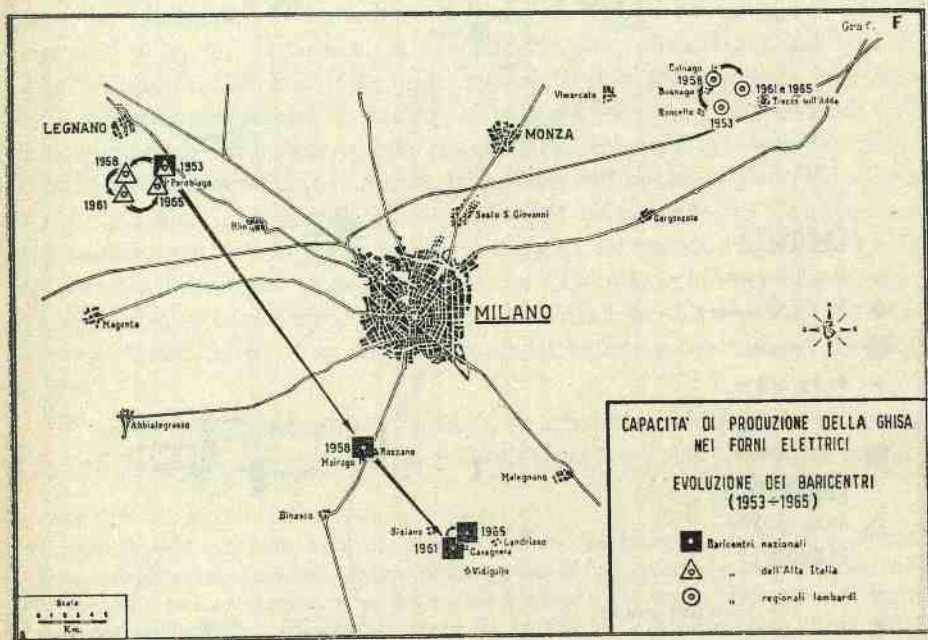 Graf. F
Colnago
1958
Busnago
1961 e 1965
Trezzo sull'Adda
Roncello
1953
Vimercate
LEGNANO
MONZA
1958
1953
Parabiago
1961
1965
Rho
Sesto S Giovanni
Gorgonzola
MILANO
Magenta
Abbiategrasso
1958
Rozzano
Moirago
Melegnano
Binasco
Siziano
1965
Landriano
1961
Casagnera
Vidigulfo
CAPACITA' DI PRODUZIONE DELLA GHISA
NEI FORNI ELETTRICI
EVOLUZIONE DEI BARICENTRI
(1953÷1965)
Baricentri nazionali
" dell'Alta Italia
" regionali lombardi
Scala
Km.